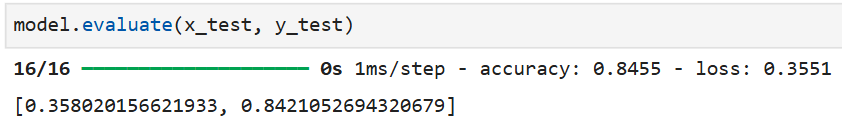 model.evaluate(x_test, y_test)
16/16 ━━━━━━━━━━━━━━━━━━━━ 0s 1ms/step - accuracy: 0.8455 - loss: 0.3551
[0.358020156621933, 0.8421052694320679]